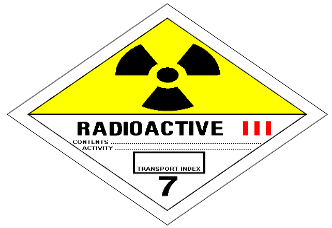 RADIOACTIVE III
CONTENTS
ACTIVITY
TRANSPORT INDEX
7